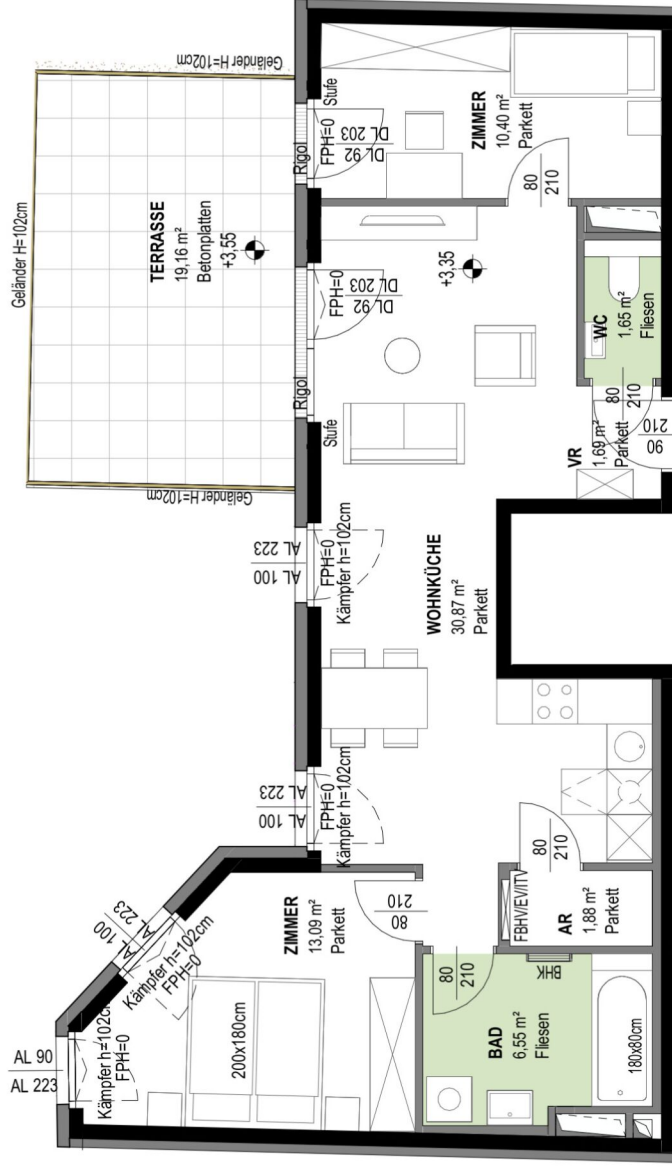 Geländer H=102cm
Geländer H=102cm
Geländer H=102cm
TERRASSE
19,16 m²
Betonplatten
+3,55
Rigol
Rigol
Stufe
Stufe
FPH=0
DL 203
DL 92
FPH=0
DL 203
DL 92
ZIMMER
10,40 m²
Parkett
80
210
+3,35
WC
1,65 m²
Fliesen
80
210
VR
1,69 m²
Parkett
90
210
AL 223
AL 100
FPH=0
Kämpfer h=102cm
WOHNKÜCHE
30,87 m²
Parkett
AL 223
AL 100
FPH=0
Kämpfer h=102cm
80
210
FBHV/EV/ITV
AR
1,88 m²
Parkett
ZIMMER
13,09 m²
Parkett
80
210
AL 223
AL 100
Kämpfer h=102cm
FPH=0
AL 90
AL 223
Kämpfer h=102cm
FPH=0
200x180cm
80
210
BHK
BAD
6,55 m²
Fliesen
180x80cm